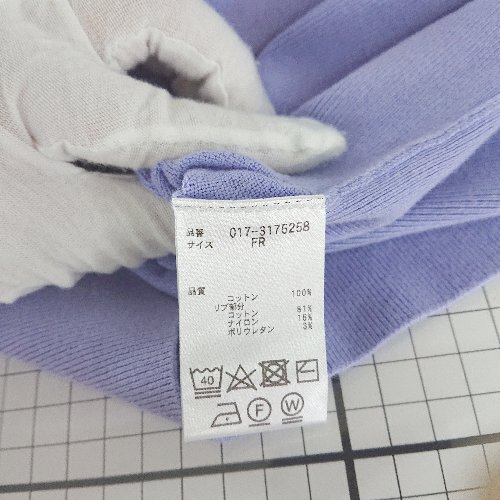 品番 017-3175258
サイズ FR
品質
コットン 100%
リブ部分
コットン 81%
ナイロン 16%
ポリウレタン 3%
40
F W